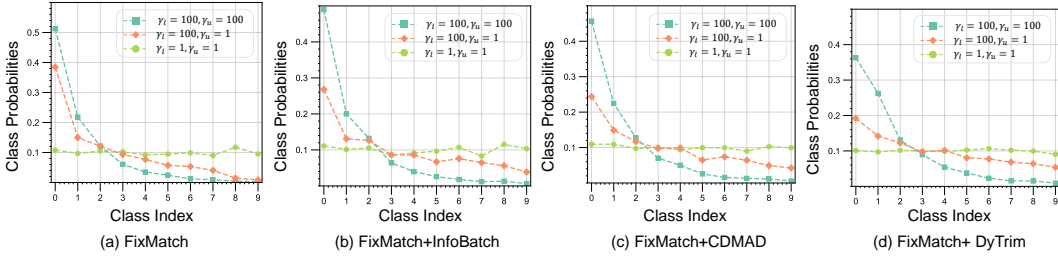 Class Probabilities
0.5
0.4
0.3
0.2
0.1
γl = 100, γu = 100
γl = 100, γu = 1
γl = 1, γu = 1
0 1 2 3 4 5 6 7 8 9
Class Index
(a) FixMatch
Class Probabilities
0.4
0.3
0.2
0.1
γl = 100, γu = 100
γl = 100, γu = 1
γl = 1, γu = 1
0 1 2 3 4 5 6 7 8 9
Class Index
(b) FixMatch+InfoBatch
Class Probabilities
0.4
0.3
0.2
0.1
γl = 100, γu = 100
γl = 100, γu = 1
γl = 1, γu = 1
0 1 2 3 4 5 6 7 8 9
Class Index
(c) FixMatch+CDMAD
Class Probabilities
0.4
0.3
0.2
0.1
γl = 100, γu = 100
γl = 100, γu = 1
γl = 1, γu = 1
0 1 2 3 4 5 6 7 8 9
Class Index
(d) FixMatch+ DyTrim